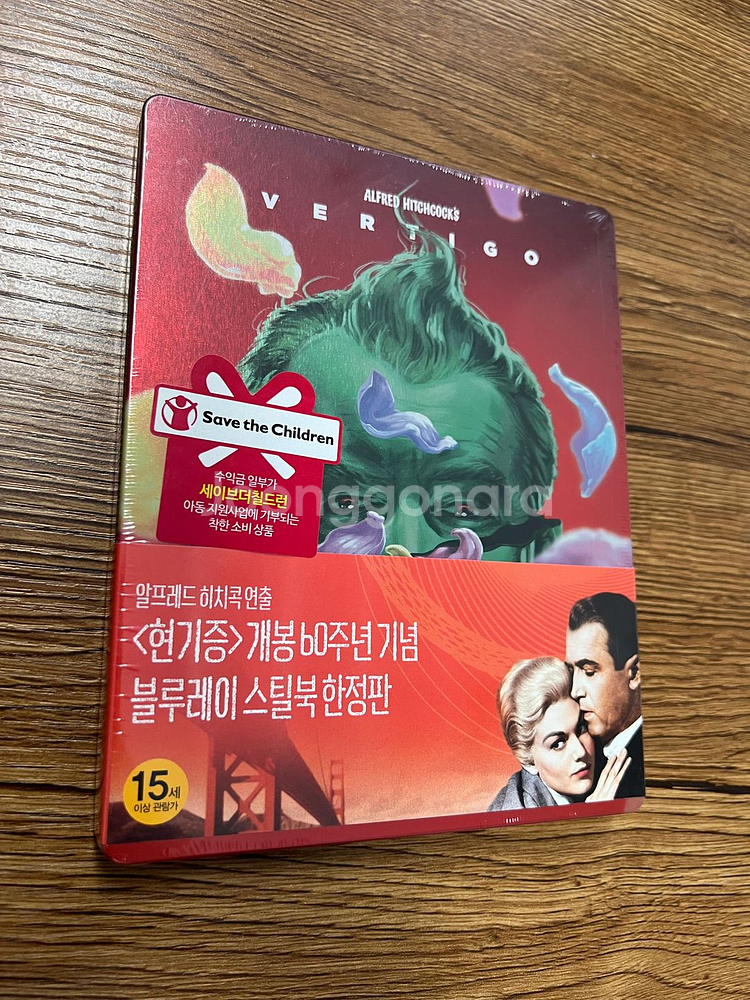 ALFRED HITCHCOCK'S
VERTIGO
Save the Children
수익금 일부가
세이브더칠드런
아동 지원사업에 기부되는
착한 소비 상품
joonggonara
알프레드 히치콕 연출
<현기증> 개봉 60주년 기념
블루레이 스틸북 한정판
15세
이상 관람가